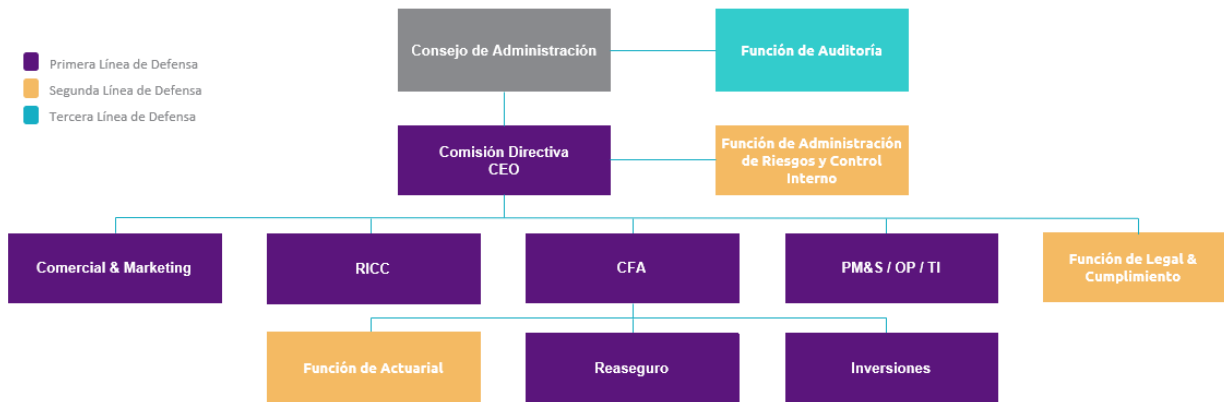 Consejo de Administración
Función de Auditoría
Primera Línea de Defensa
Segunda Línea de Defensa
Tercera Línea de Defensa
Comisión Directiva
CEO
Función de Administración
de Riesgos y Control
Interno
Comercial & Marketing
RICC
CFA
PM&S / OP / TI
Función de Legal &
Cumplimiento
Función de Actuarial
Reaseguro
Inversiones